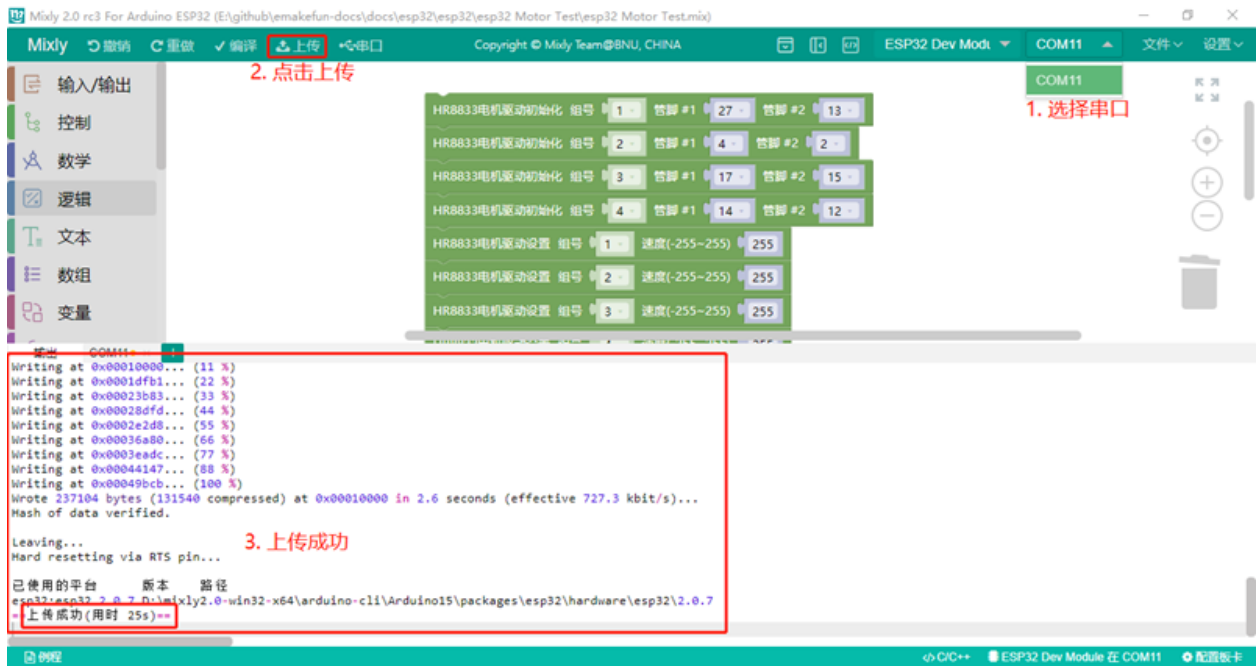 Mixly 2.0 rc3 For Arduino ESP32 (E:\github\emakefun-docs\docs\esp32\esp32\esp32 Motor Test\esp32 Motor Test.mix)
Mixly 撤销 重做 编译 上传 串口 Copyright © Mixly Team@BNU, CHINA ESP32 Dev Modu COM11 文件 设置
2. 点击上传
COM11
1. 选择串口
输入/输出
控制
数学
逻辑
文本
数组
变量
HR8833电机驱动初始化 组号 1 管脚 #1 27 管脚 #2 13
HR8833电机驱动初始化 组号 2 管脚 #1 4 管脚 #2 2
HR8833电机驱动初始化 组号 3 管脚 #1 17 管脚 #2 15
HR8833电机驱动初始化 组号 4 管脚 #1 14 管脚 #2 12
HR8833电机驱动设置 组号 1 速度(-255~255) 255
HR8833电机驱动设置 组号 2 速度(-255~255) 255
HR8833电机驱动设置 组号 3 速度(-255~255) 255
输出 COM11
Writing at 0x00010000... (11 %)
Writing at 0x0001dfb1... (22 %)
Writing at 0x00023b83... (33 %)
Writing at 0x00028dfd... (44 %)
Writing at 0x0002e2d8... (55 %)
Writing at 0x00036a80... (66 %)
Writing at 0x0003eadc... (77 %)
Writing at 0x00044147... (88 %)
Writing at 0x00049bcb... (100 %)
Wrote 237104 bytes (131540 compressed) at 0x00010000 in 2.6 seconds (effective 727.3 kbit/s)...
Hash of data verified.
Leaving...
Hard resetting via RTS pin...
3. 上传成功
已使用的平台 版本 路径
esp32:esp32 2.0.7 D:\mixly2.0-win32-x64\arduino-cli\Arduino15\packages\esp32\hardware\esp32\2.0.7
==上传成功(用时 25s)==
例程 C/C++ ESP32 Dev Module 在 COM11 配置板卡